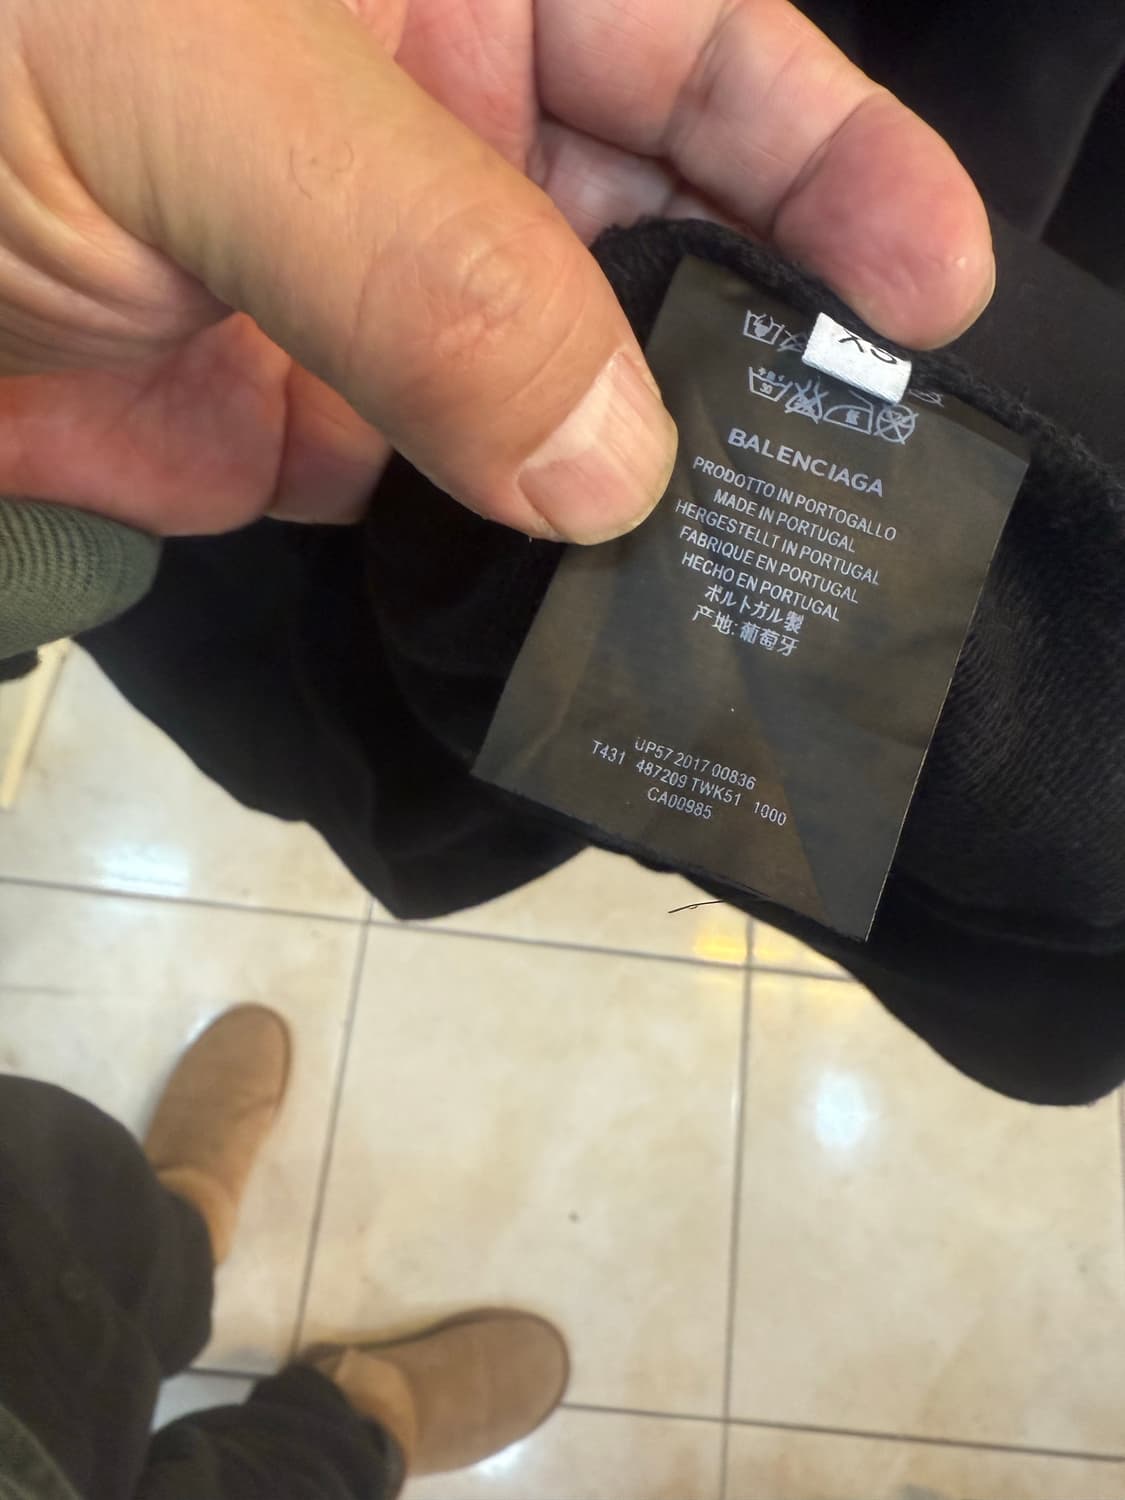 XS
30
BALENCIAGA
PRODOTTO IN PORTOGALLO
MADE IN PORTUGAL
HERGESTELLT IN PORTUGAL
FABRIQUE EN PORTUGAL
HECHO EN PORTUGAL
ポルトガル製
产地:葡萄牙
UP57 2017 00836
T431 487209 TWK51 1000
CA00985